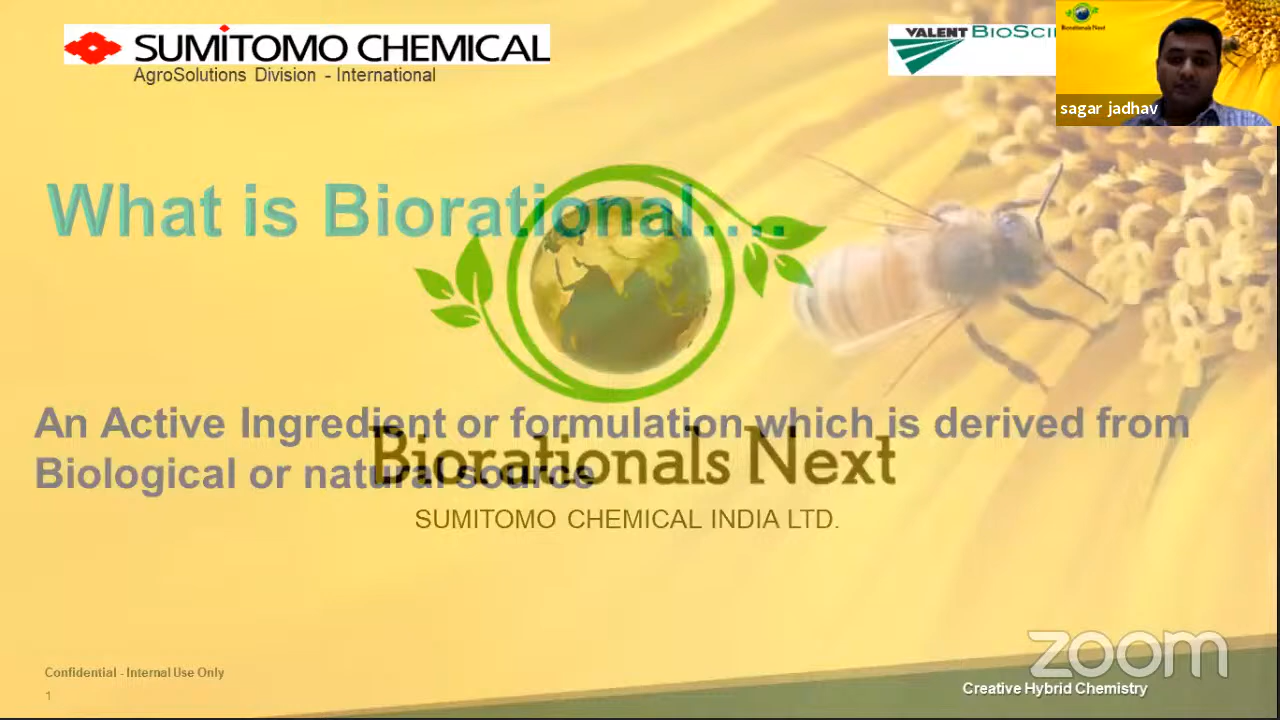 SUMITOMO CHEMICAL
AgroSolutions Division - International
VALENT
sagar jadhav
What is Biorational....
An Active Ingredient or formulation which is derived from
Biological or natural source
Biorationals Next
SUMITOMO CHEMICAL INDIA LTD.
zoom
Confidential - Internal Use Only
Creative Hybrid Chemistry
1